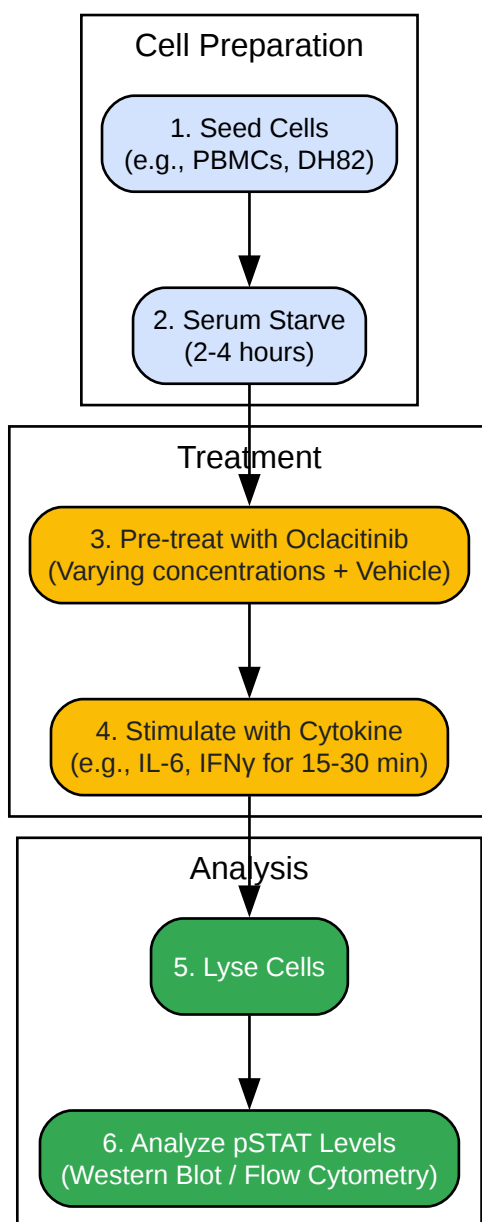 Cell Preparation
1. Seed Cells
(e.g., PBMCs, DH82)
2. Serum Starve
(2-4 hours)
Treatment
3. Pre-treat with Oclacitinib
(Varying concentrations + Vehicle)
4. Stimulate with Cytokine
(e.g., IL-6, IFNγ for 15-30 min)
Analysis
5. Lyse Cells
6. Analyze pSTAT Levels
(Western Blot / Flow Cytometry)